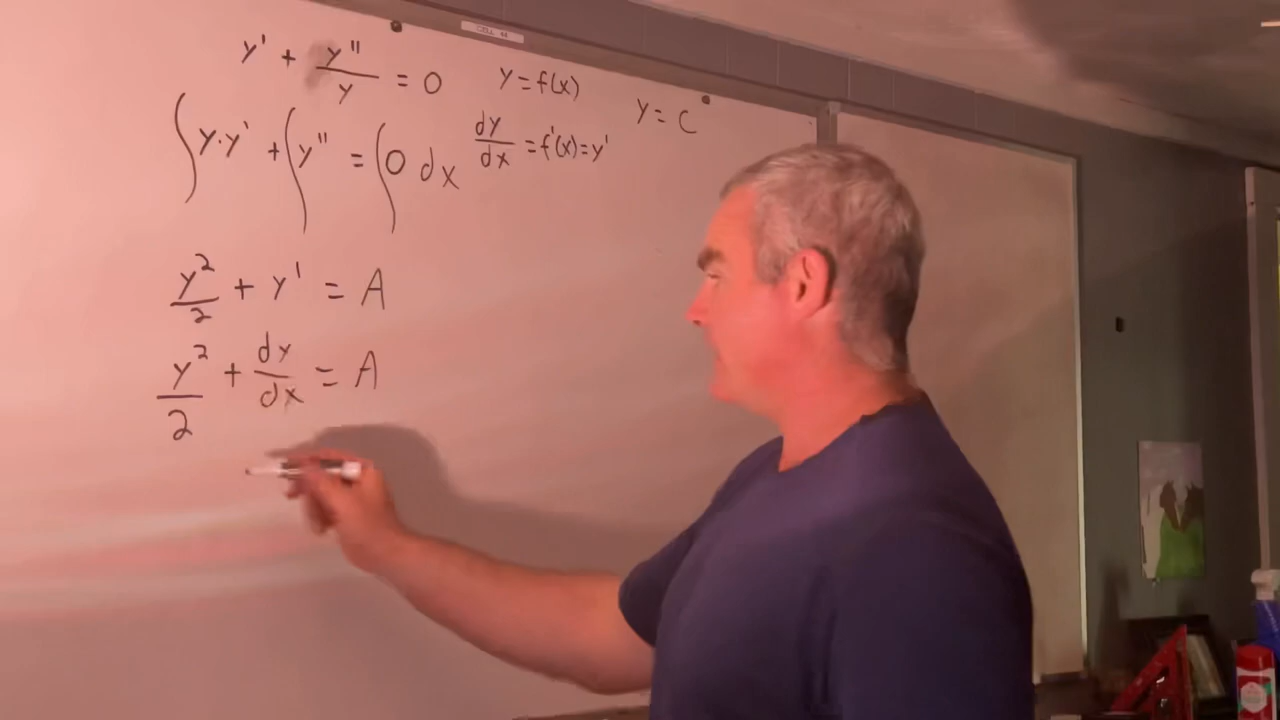 y' + y''/y = 0
y = f(x)
y = c
∫ y·y' + ∫ y'' = ∫ 0 dx
dy/dx = f'(x) = y'
y²/2 + y' = A
y²/2 + dy/dx = A